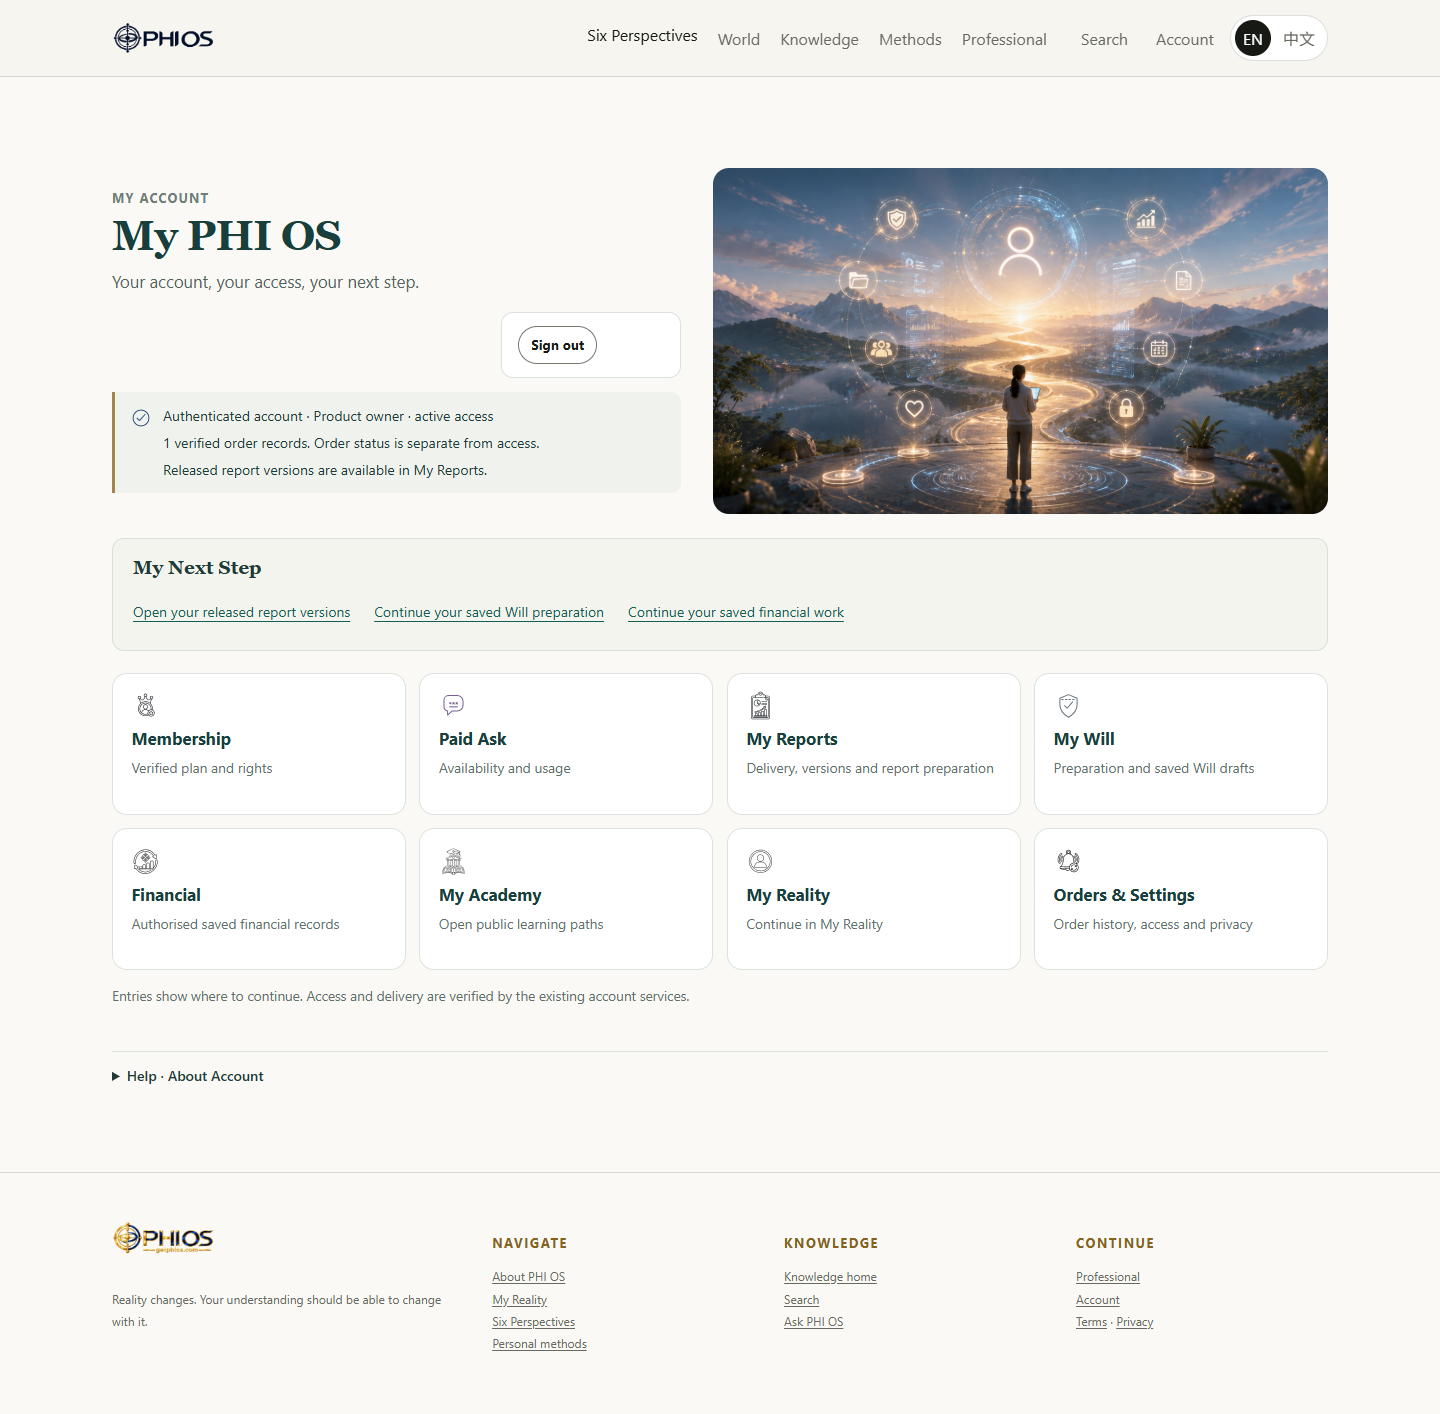 PHIOS
Six Perspectives
World
Knowledge
Methods
Professional
Search
Account
EN
中文
MY ACCOUNT
My PHI OS
Your account, your access, your next step.
Sign out
Authenticated account · Product owner · active access
1 verified order records. Order status is separate from access.
Released report versions are available in My Reports.
My Next Step
Open your released report versions
Continue your saved Will preparation
Continue your saved financial work
Membership
Verified plan and rights
Paid Ask
Availability and usage
My Reports
Delivery, versions and report preparation
My Will
Preparation and saved Will drafts
Financial
Authorised saved financial records
My Academy
Open public learning paths
My Reality
Continue in My Reality
Orders & Settings
Order history, access and privacy
Entries show where to continue. Access and delivery are verified by the existing account services.
Help · About Account
PHIOS
getphios.com
Reality changes. Your understanding should be able to change
with it.
NAVIGATE
About PHI OS
My Reality
Six Perspectives
Personal methods
KNOWLEDGE
Knowledge home
Search
Ask PHI OS
CONTINUE
Professional
Account
Terms · Privacy